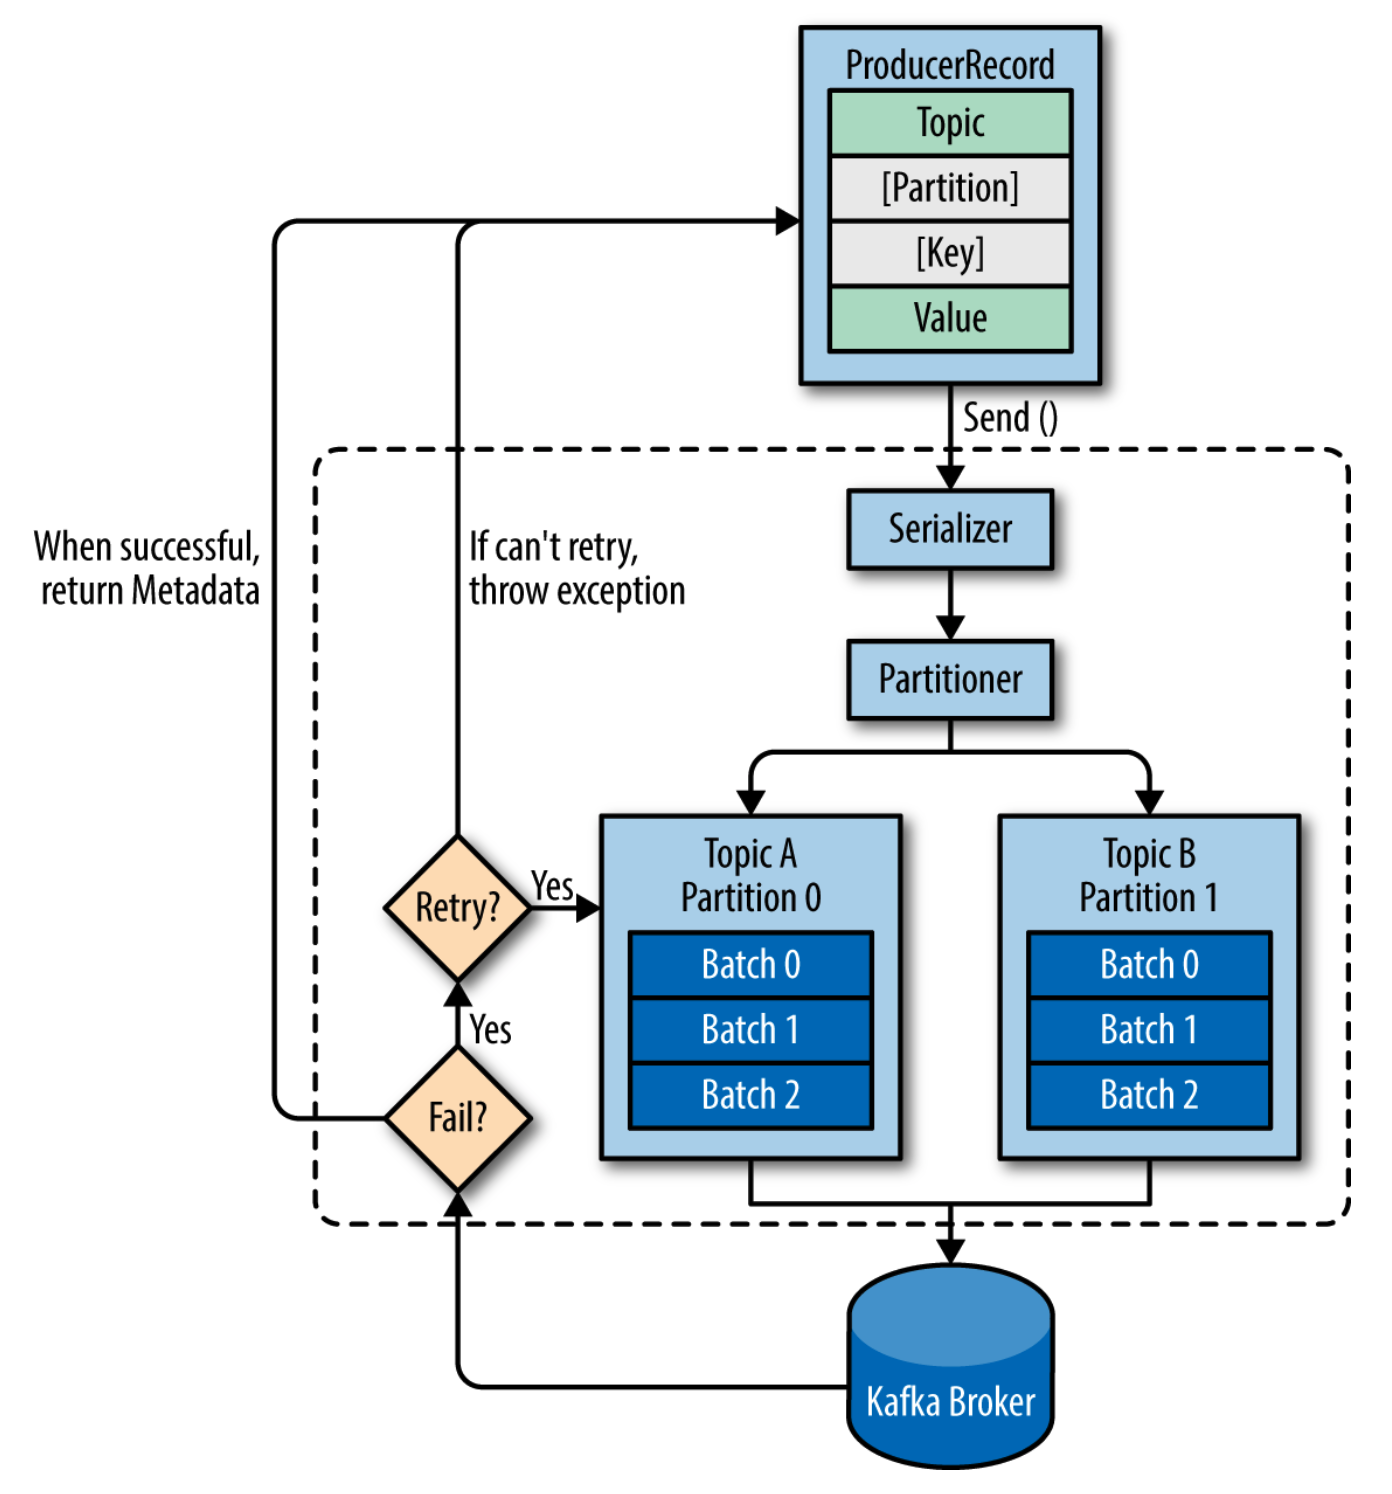 ProducerRecord
Topic
[Partition]
[Key]
Value
Send ()
Serializer
When successful,
return Metadata
If can't retry,
throw exception
Partitioner
Topic A
Partition 0
Batch 0
Batch 1
Batch 2
Topic B
Partition 1
Batch 0
Batch 1
Batch 2
Retry?
Yes
Yes
Fail?
Kafka Broker